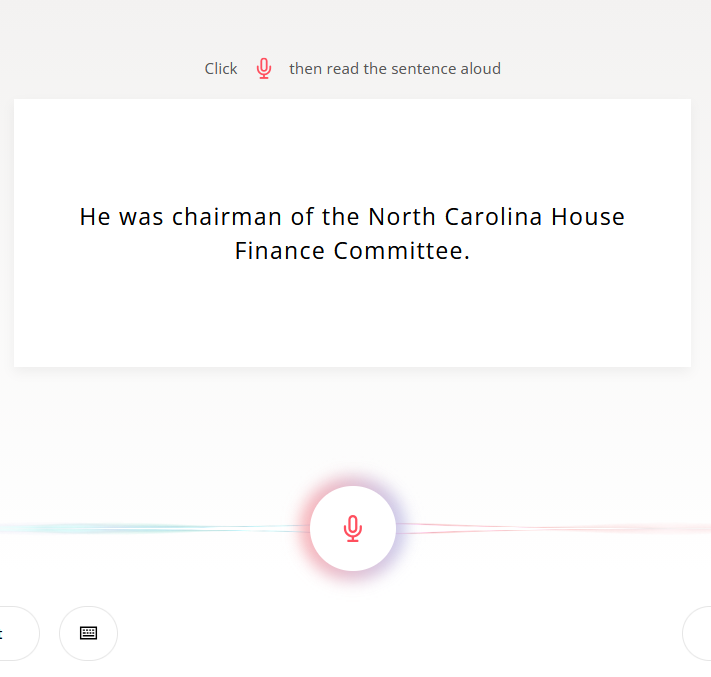 Click then read the sentence aloud
He was chairman of the North Carolina House
Finance Committee.